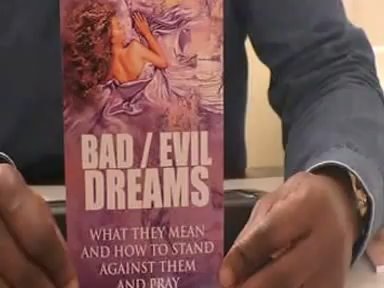 BAD / EVIL
DREAMS
WHAT THEY MEAN
AND HOW TO STAND
AGAINST THEM
AND PRAY